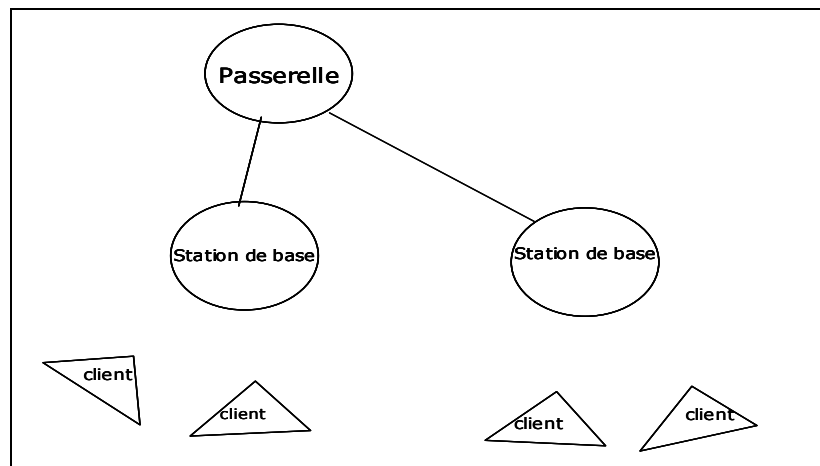 Passerelle
Station de base
Station de base
client
client
client
client